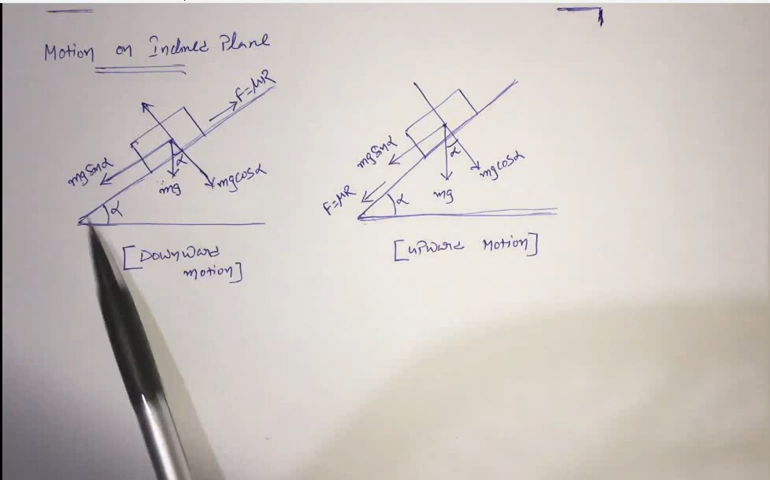 Motion on Inclined Plane
F=μR
mgsinα
α
mg
mgcosα
α
[Downward
motion]
mgsinα
α
mgcosα
mg
F=μR
α
[upward Motion]